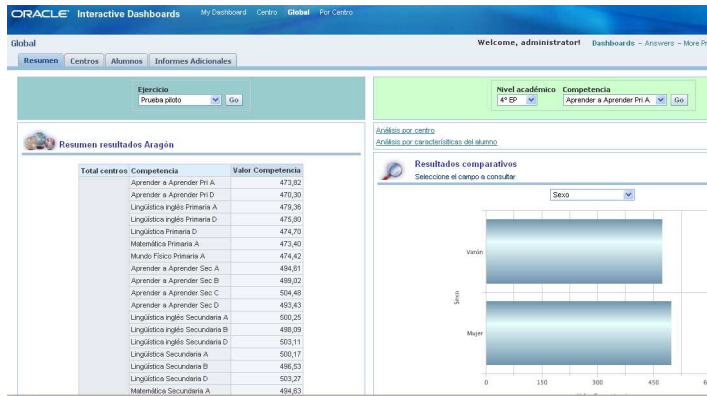 ORACLE Interactive Dashboards
My Dashboard Centro Global Por Centro
Global
Welcome, administrator! Dashboards - Answers - More Pr
Resumen Centros Alumnos Informes Adicionales
Ejercicio
Prueba piloto Go
Nivel académico Competencia
4º EP Aprender a Aprender Pri A Go
Resumen resultados Aragón
Total centros Competencia Valor Competencia
Aprender a Aprender Pri A 473,82
Aprender a Aprender Pri D 470,30
Lingüística inglés Primaria A 479,36
Lingüística inglés Primaria D 475,80
Lingüística Primaria D 474,70
Matemática Primaria A 473,40
Mundo Físico Primaria A 474,42
Aprender a Aprender Sec A 494,61
Aprender a Aprender Sec B 499,02
Aprender a Aprender Sec C 504,48
Aprender a Aprender Sec D 493,43
Lingüística inglés Secundaria A 500,25
Lingüística inglés Secundaria B 498,09
Lingüística inglés Secundaria D 503,11
Lingüística Secundaria A 500,17
Lingüística Secundaria B 496,53
Lingüística Secundaria D 503,27
Matemática Secundaria A 494,63
Análisis por centro
Análisis por características del alumno
Resultados comparativos
Seleccione el campo a consultar
Sexo
Varón
Sexo
Mujer
0 150 300 450 6